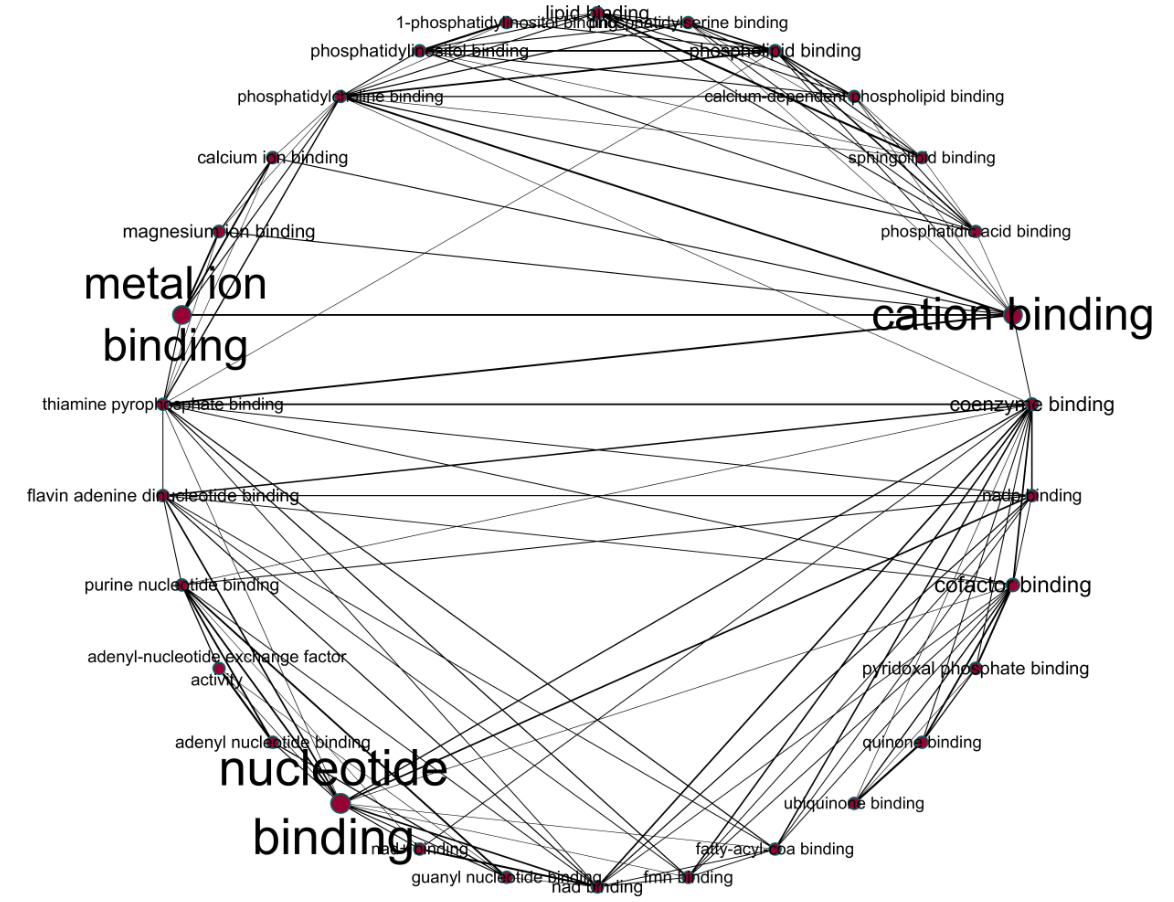 lipid binding
1-phosphatidylinositol binding
phosphatidylserine binding
phosphatidylinositol binding
phospholipid binding
phosphatidylcholine binding
calcium-dependent phospholipid binding
calcium ion binding
sphingolipid binding
magnesium ion binding
phosphatidic acid binding
metal ion
binding
cation binding
thiamine pyrophosphate binding
coenzyme binding
flavin adenine dinucleotide binding
nadp binding
purine nucleotide binding
cofactor binding
adenyl-nucleotide exchange factor
activity
pyridoxal phosphate binding
adenyl nucleotide binding
quinone binding
nucleotide
binding
ubiquinone binding
binding
fatty-acyl-coa binding
guanyl nucleotide binding
nad binding
fmn binding